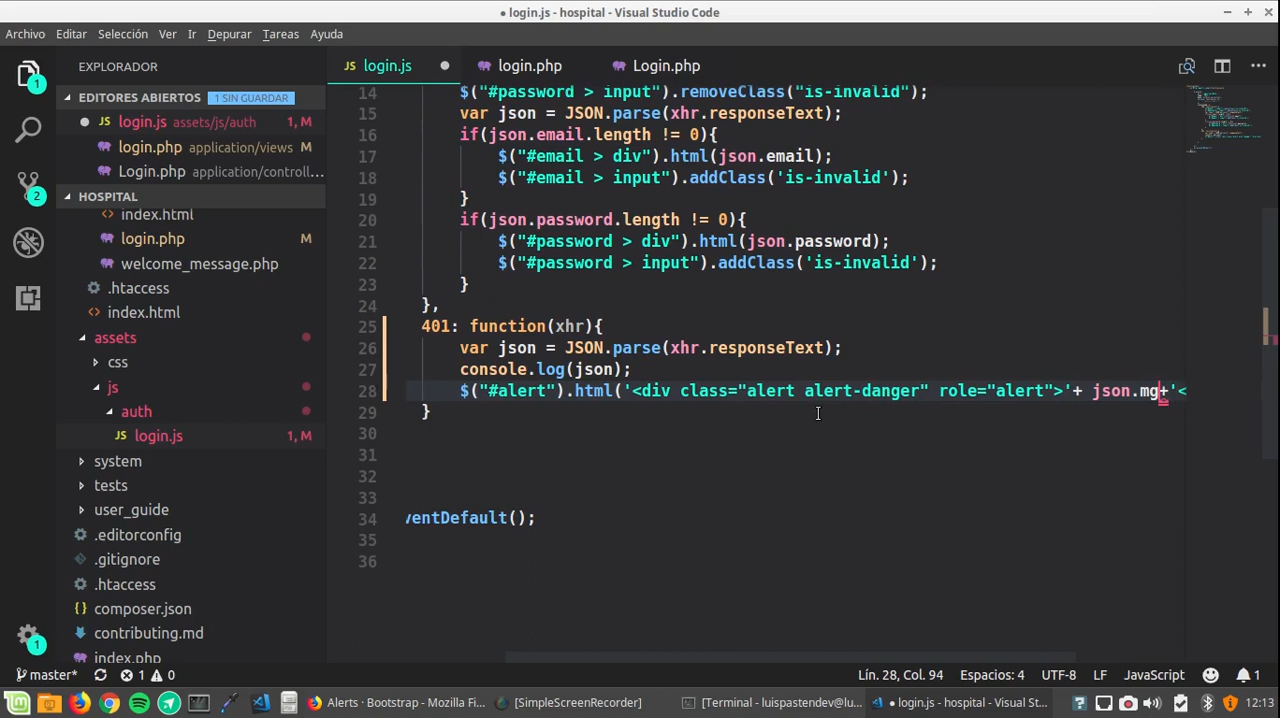 ● login.js - hospital - Visual Studio Code
Archivo Editar Selección Ver Ir Depurar Tareas Ayuda
EXPLORADOR
JS login.js ● login.php Login.php
EDITORES ABIERTOS 1 SIN GUARDAR
● JS login.js assets/js/auth 1, M
login.php application/views M
Login.php application/controll...
HOSPITAL
index.html
login.php M
welcome_message.php
.htaccess
index.html
assets
css
js
auth
JS login.js 1, M
system
tests
user_guide
.editorconfig
.gitignore
.htaccess
composer.json
contributing.md
index.php
1
2
1
14 $("#password > input").removeClass("is-invalid");
15 var json = JSON.parse(xhr.responseText);
16 if(json.email.length != 0){
17 $("#email > div").html(json.email);
18 $("#email > input").addClass('is-invalid');
19 }
20 if(json.password.length != 0){
21 $("#password > div").html(json.password);
22 $("#password > input").addClass('is-invalid');
23 }
24 },
25 401: function(xhr){
26 var json = JSON.parse(xhr.responseText);
27 console.log(json);
28 $("#alert").html('<div class="alert alert-danger" role="alert">'+ json.mg+'<
29 }
30
31
32
33
34 ventDefault();
35
36
master* 1 0 Lín. 28, Col. 94 Espacios: 4 UTF-8 LF JavaScript 1
Alerts · Bootstrap - Mozilla Fi... [SimpleScreenRecorder] [Terminal - luispastendev@lu... ● login.js - hospital - Visual St... 12:13